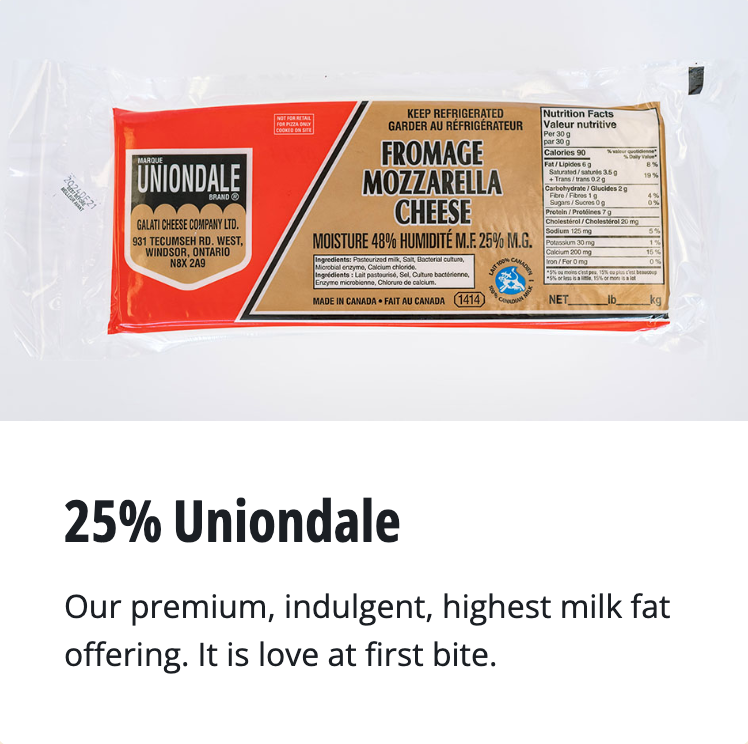 NOT FOR RETAIL
FOR PIZZA ONLY
COOKED ON SITE
MARQUE
UNIONDALE
BRAND ®
GALATI CHEESE COMPANY LTD.
931 TECUMSEH RD. WEST,
WINDSOR, ONTARIO
N8X 2A9
KEEP REFRIGERATED
GARDER AU RÉFRIGÉRATEUR
FROMAGE
MOZZARELLA
CHEESE
MOISTURE 48% HUMIDITÉ M.F. 25% M.G.
Ingredients: Pasteurized milk, Salt, Bacterial culture,
Microbial enzyme, Calcium chloride.
Ingrédients : Lait pasteurisé, Sel, Culture bactérienne,
Enzyme microbienne, Chlorure de calcium.
MADE IN CANADA • FAIT AU CANADA 1414
LAIT 100% CANADIEN
100% CANADIAN MILK
Nutrition Facts
Valeur nutritive
Per 30 g
par 30 g
Calories 90
% valeur quotidienne*
% Daily Value*
Fat / Lipides 6 g 8 %
Saturated / saturés 3.5 g
+ Trans / trans 0.2 g 19 %
Carbohydrate / Glucides 2 g
Fibre / Fibres 1 g 4 %
Sugars / Sucres 0 g 0 %
Protein / Protéines 7 g
Cholesterol / Cholestérol 20 mg
Sodium 125 mg 5 %
Potassium 30 mg 1 %
Calcium 200 mg 15 %
Iron / Fer 0 mg 0 %
*5% ou moins c'est peu, 15% ou plus c'est beaucoup
*5% or less is a little, 15% or more is a lot
NET____lb____kg
25% Uniondale
Our premium, indulgent, highest milk fat
offering. It is love at first bite.